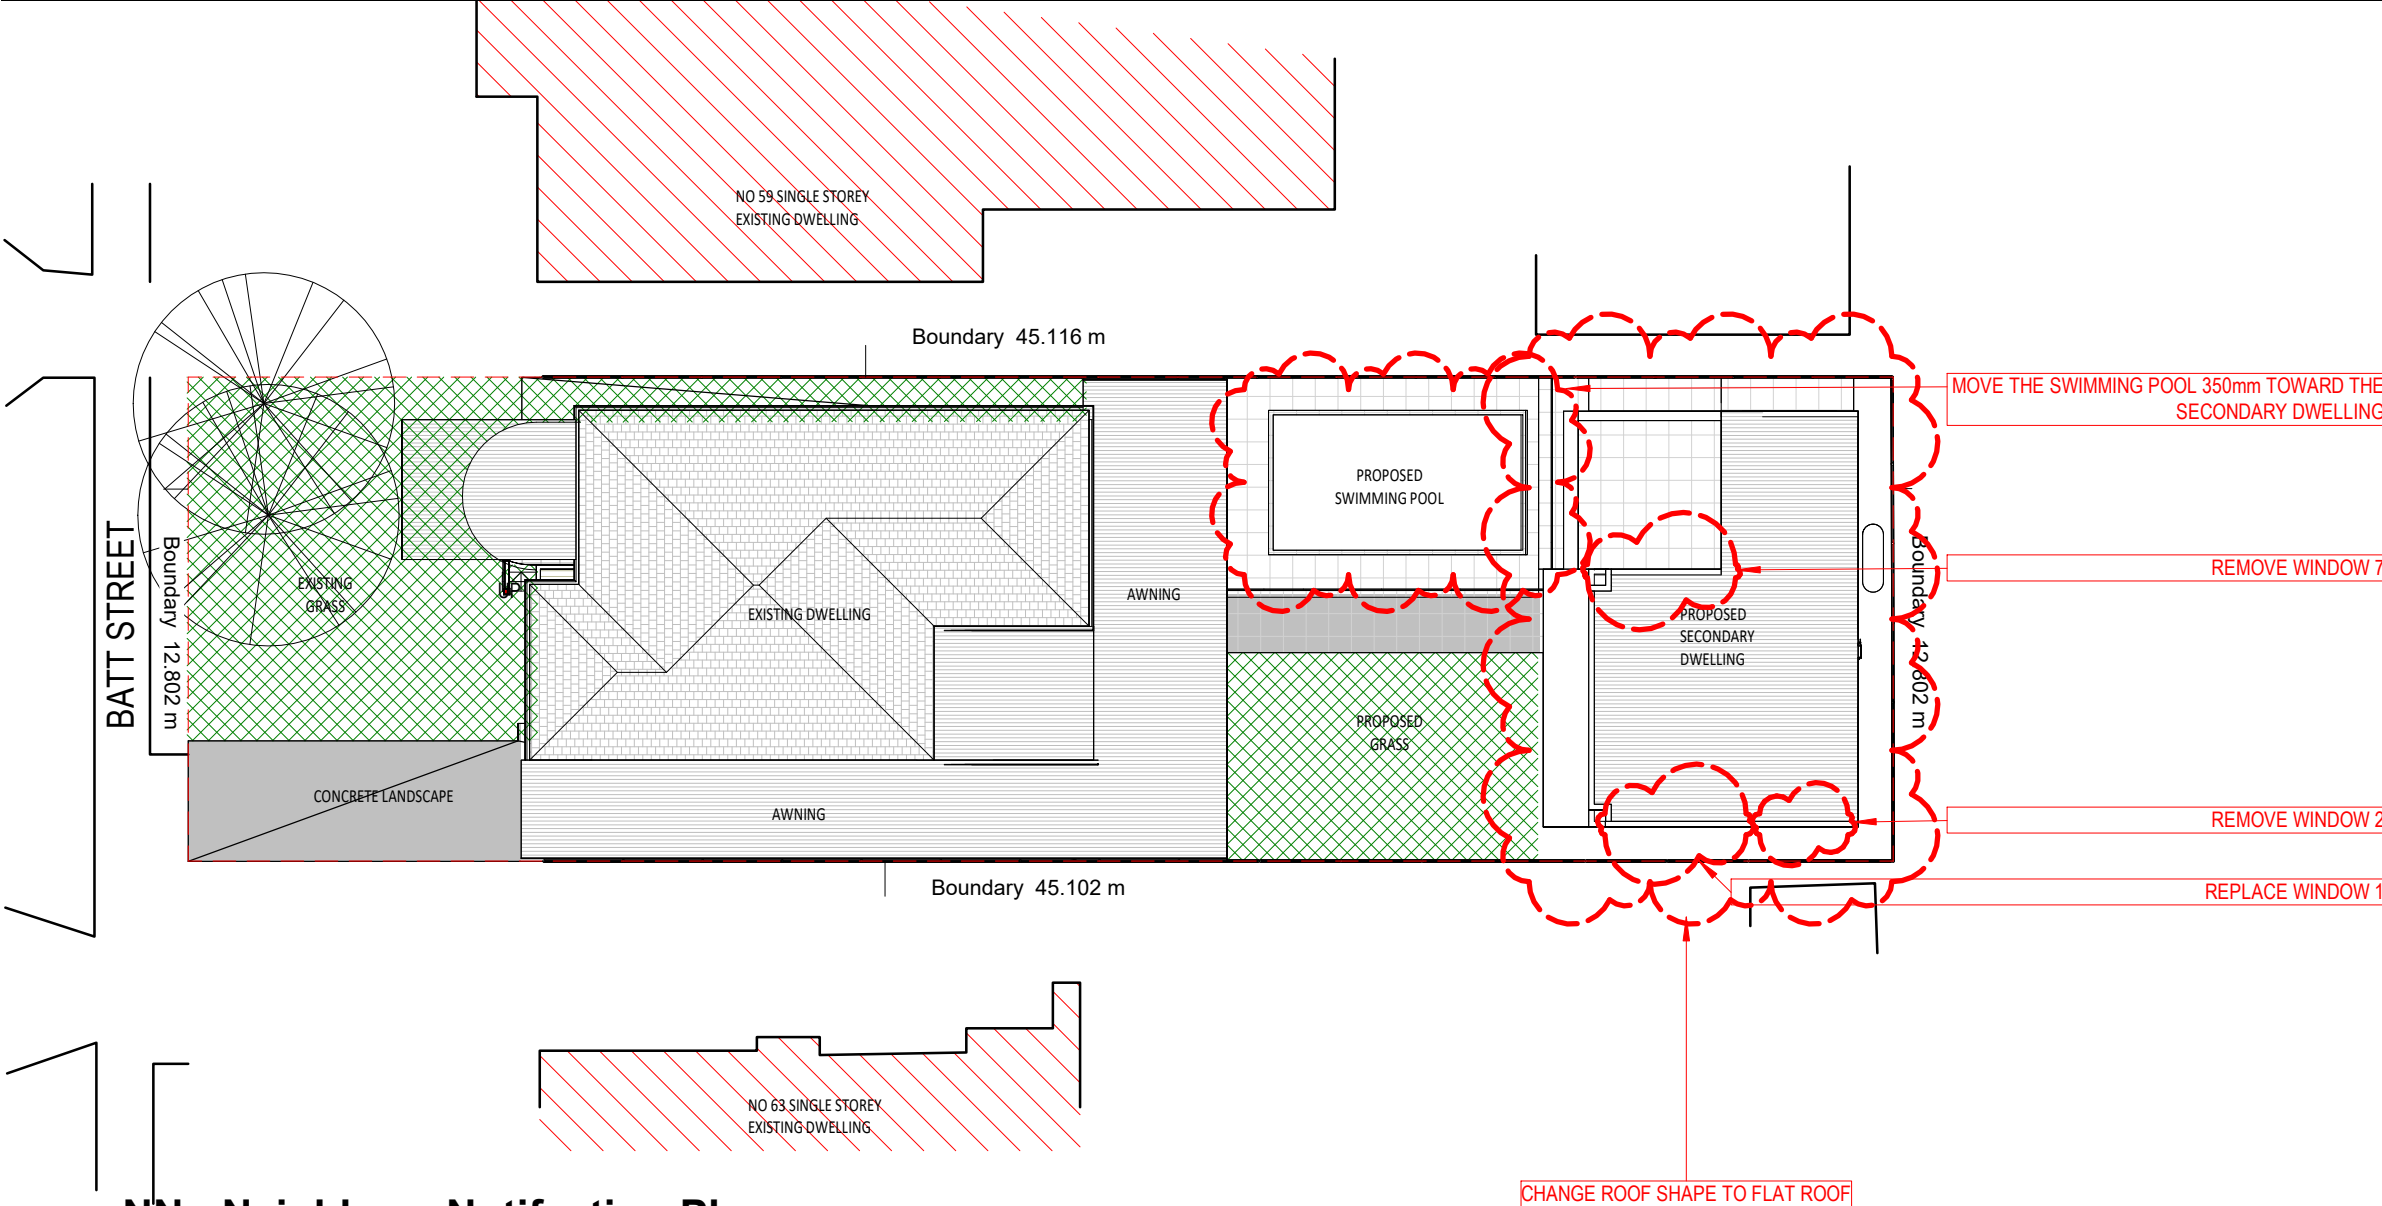 NO 59 SINGLE STOREY
EXISTING DWELLING
Boundary 45.116 m
MOVE THE SWIMMING POOL 350mm TOWARD THE
SECONDARY DWELLING
PROPOSED
SWIMMING POOL
BATT STREET
Boundary 12.802 m
EXISTING
GRASS
EXISTING DWELLING
AWNING
REMOVE WINDOW 7
PROPOSED
SECONDARY
DWELLING
Boundary 12.802 m
PROPOSED
GRASS
CONCRETE LANDSCAPE
AWNING
REMOVE WINDOW 2
Boundary 45.102 m
REPLACE WINDOW 1
NO 63 SINGLE STOREY
EXISTING DWELLING
CHANGE ROOF SHAPE TO FLAT ROOF